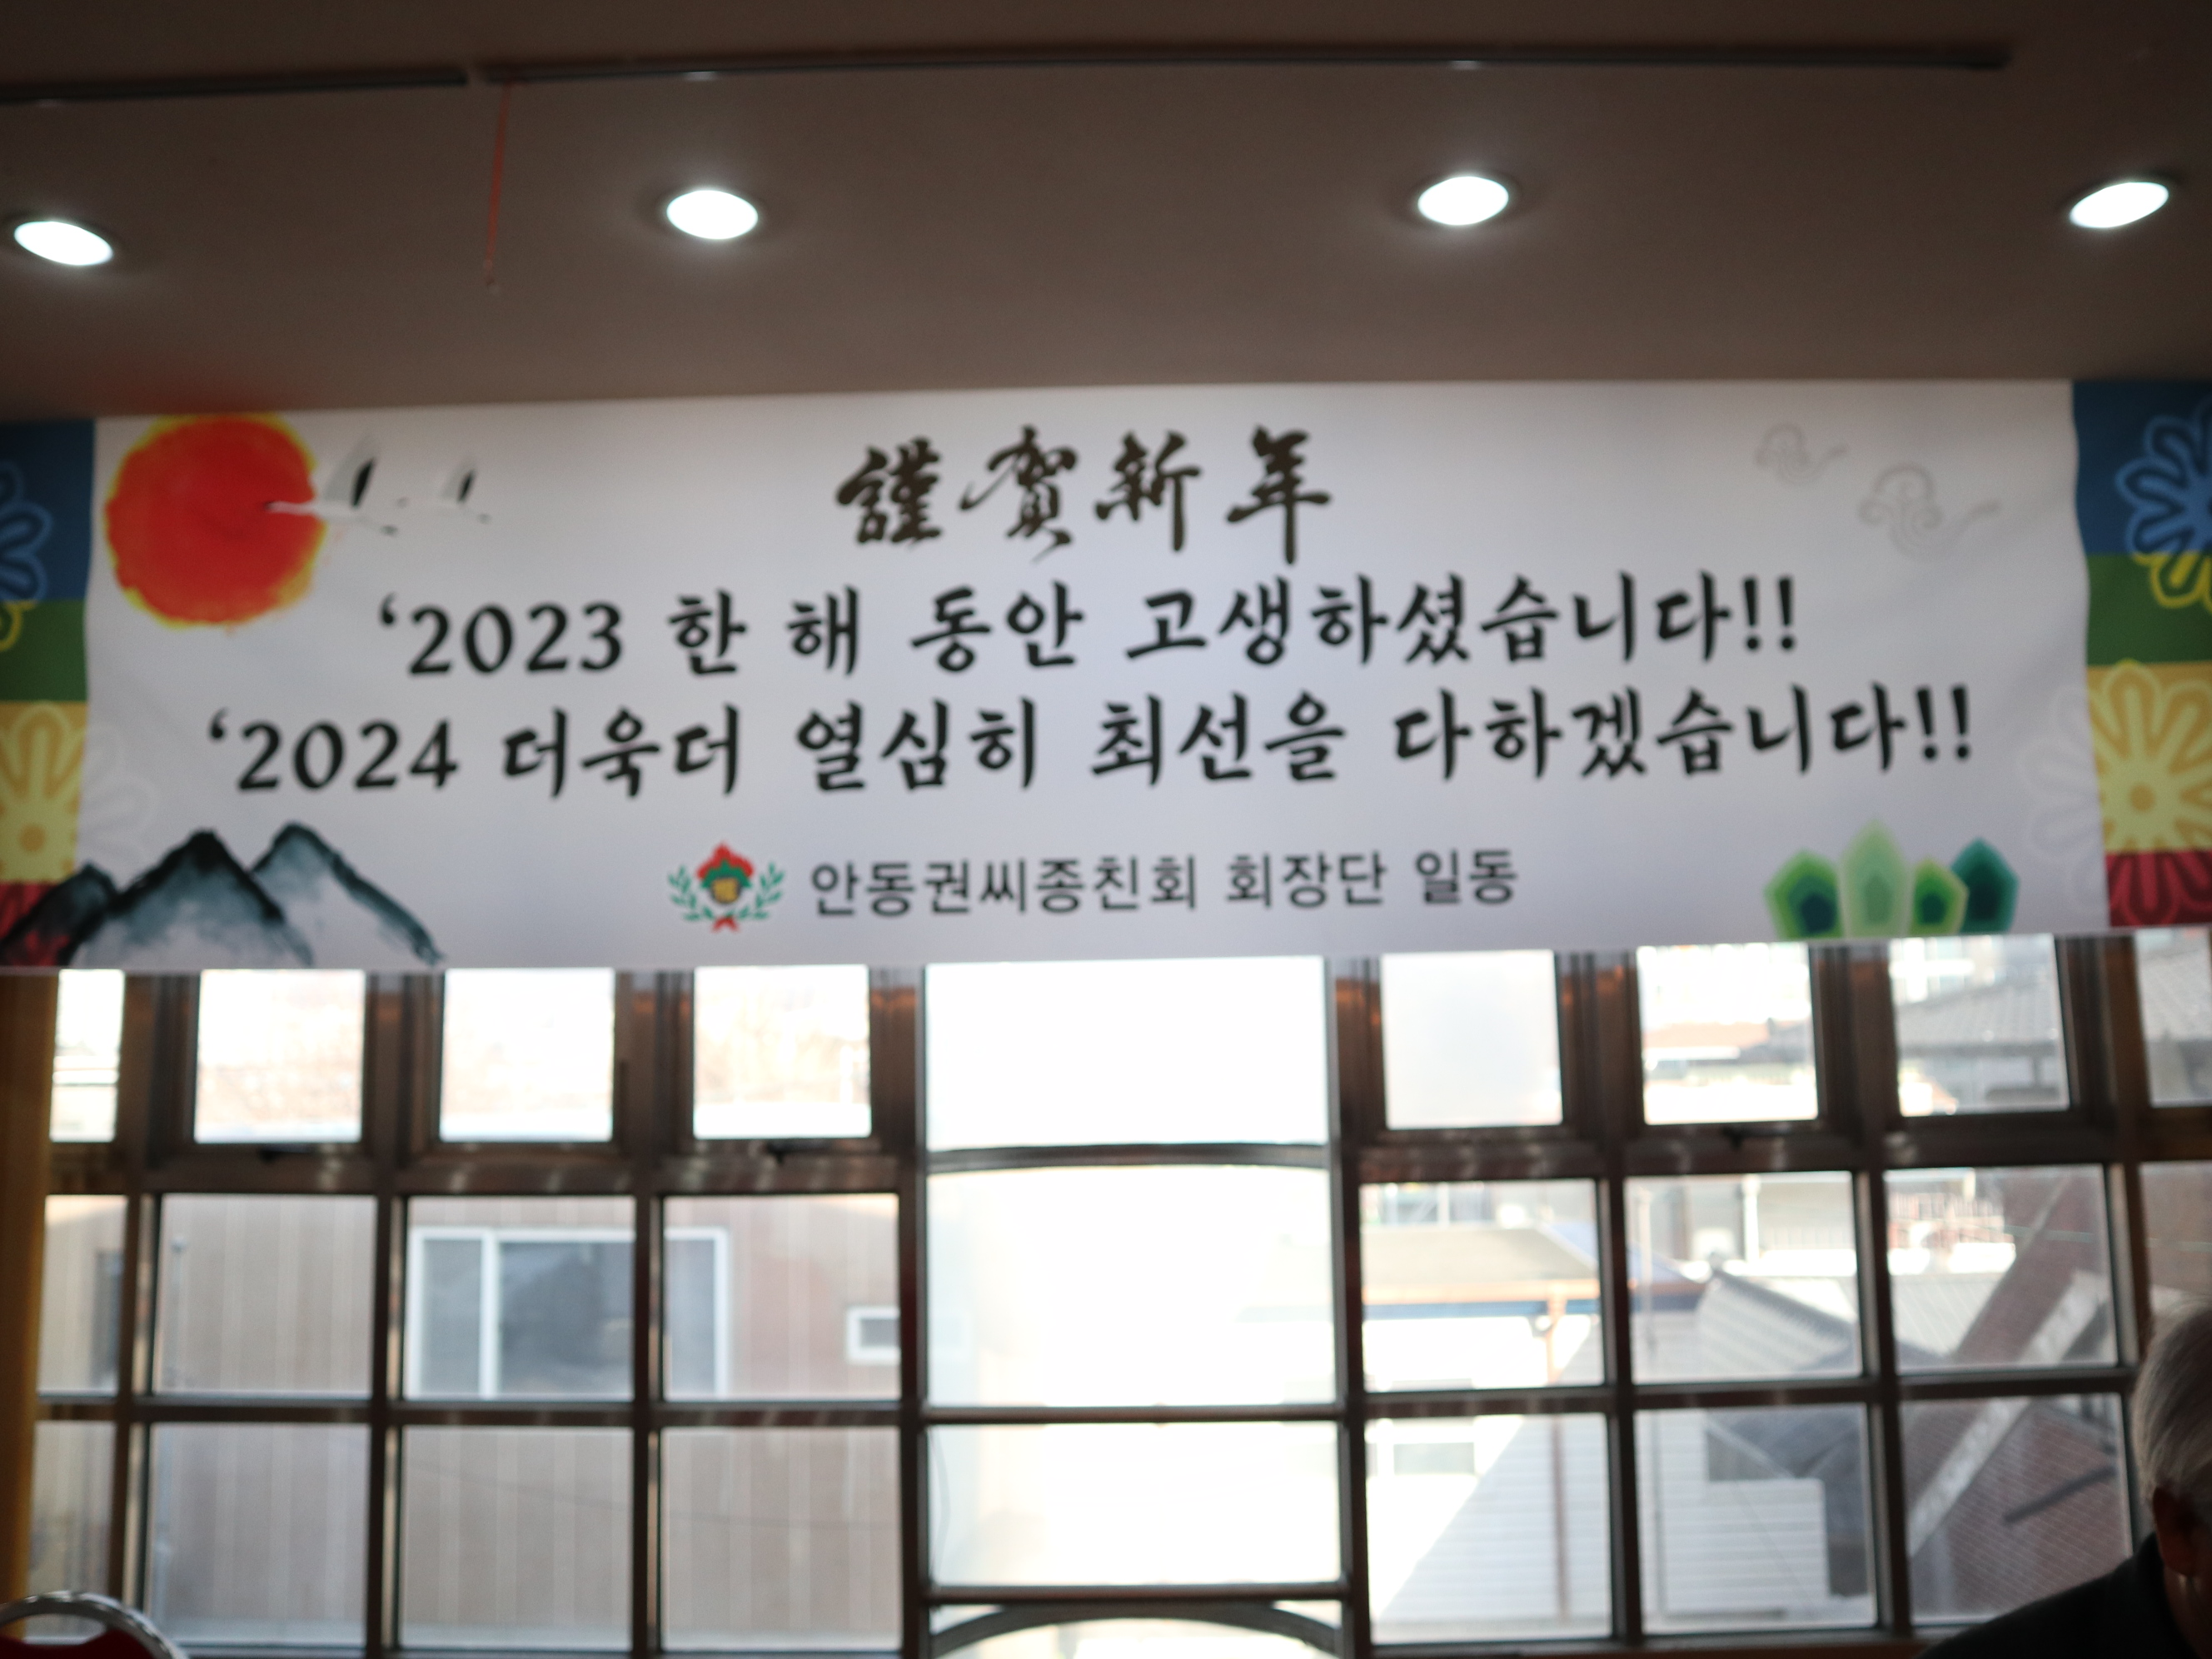 謹賀新年
‘2023 한 해 동안 고생하셨습니다!!
‘2024 더욱더 열심히 최선을 다하겠습니다!!
안동권씨종친회 회장단 일동